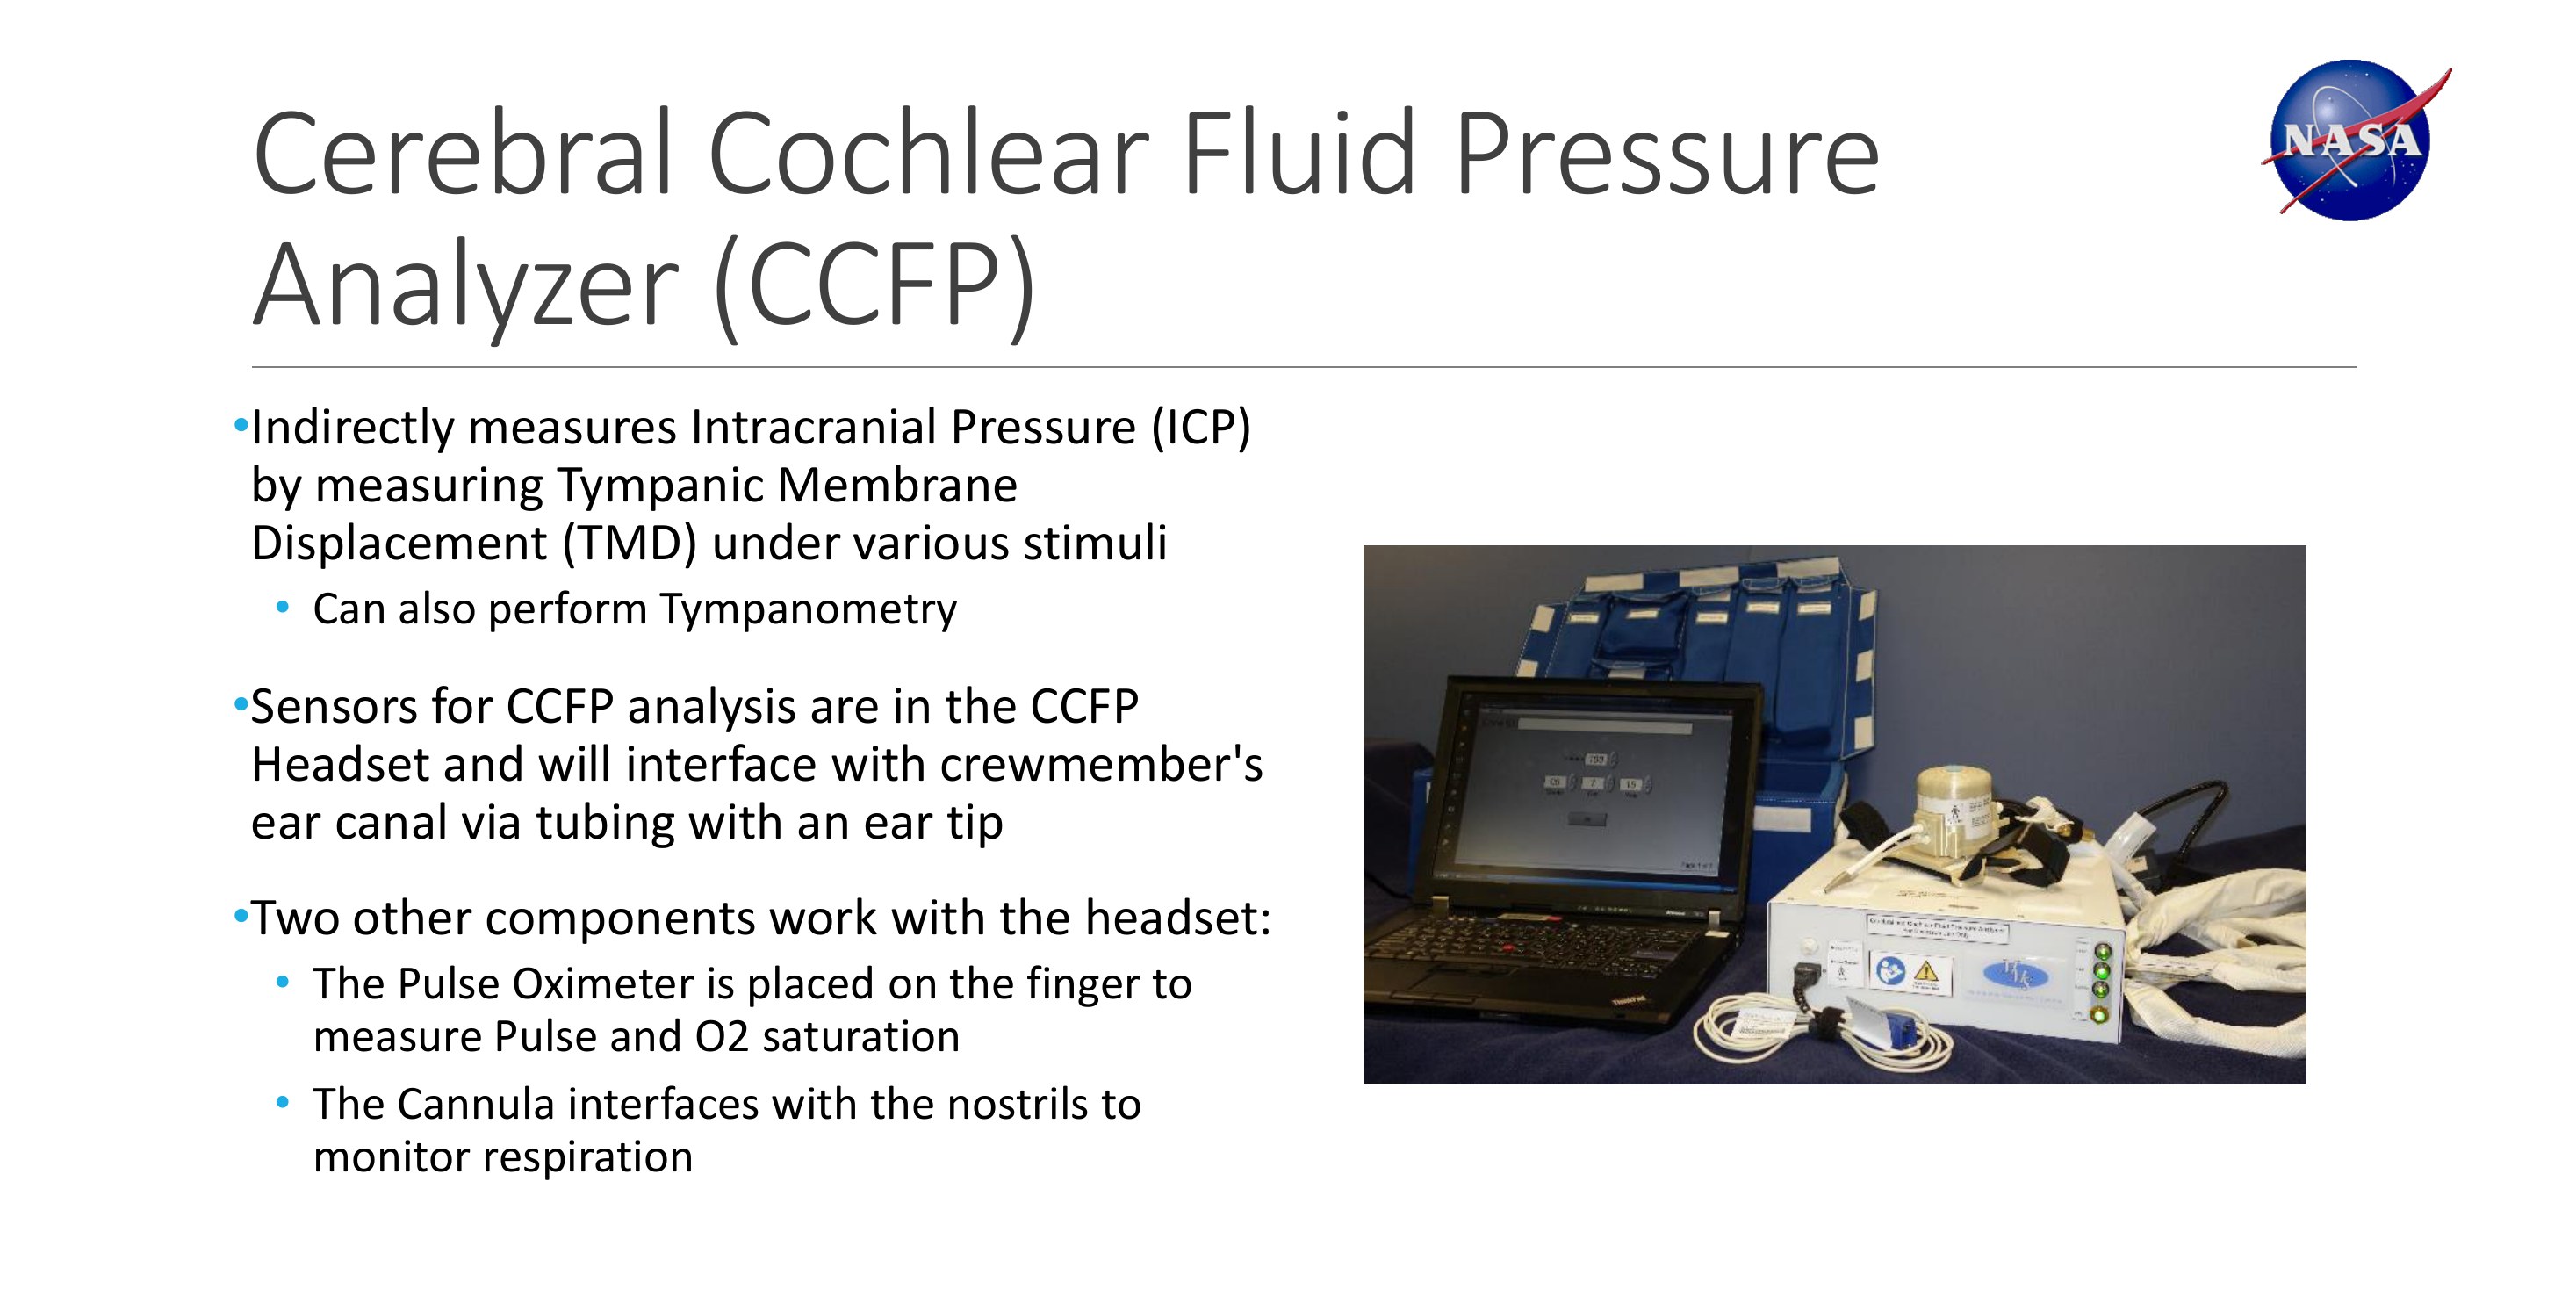 Cerebral Cochlear Fluid Pressure
Analyzer (CCFP)
NASA
•Indirectly measures Intracranial Pressure (ICP)
by measuring Tympanic Membrane
Displacement (TMD) under various stimuli
• Can also perform Tympanometry
•Sensors for CCFP analysis are in the CCFP
Headset and will interface with crewmember's
ear canal via tubing with an ear tip
•Two other components work with the headset:
• The Pulse Oximeter is placed on the finger to
measure Pulse and O2 saturation
• The Cannula interfaces with the nostrils to
monitor respiration
ThinkPad